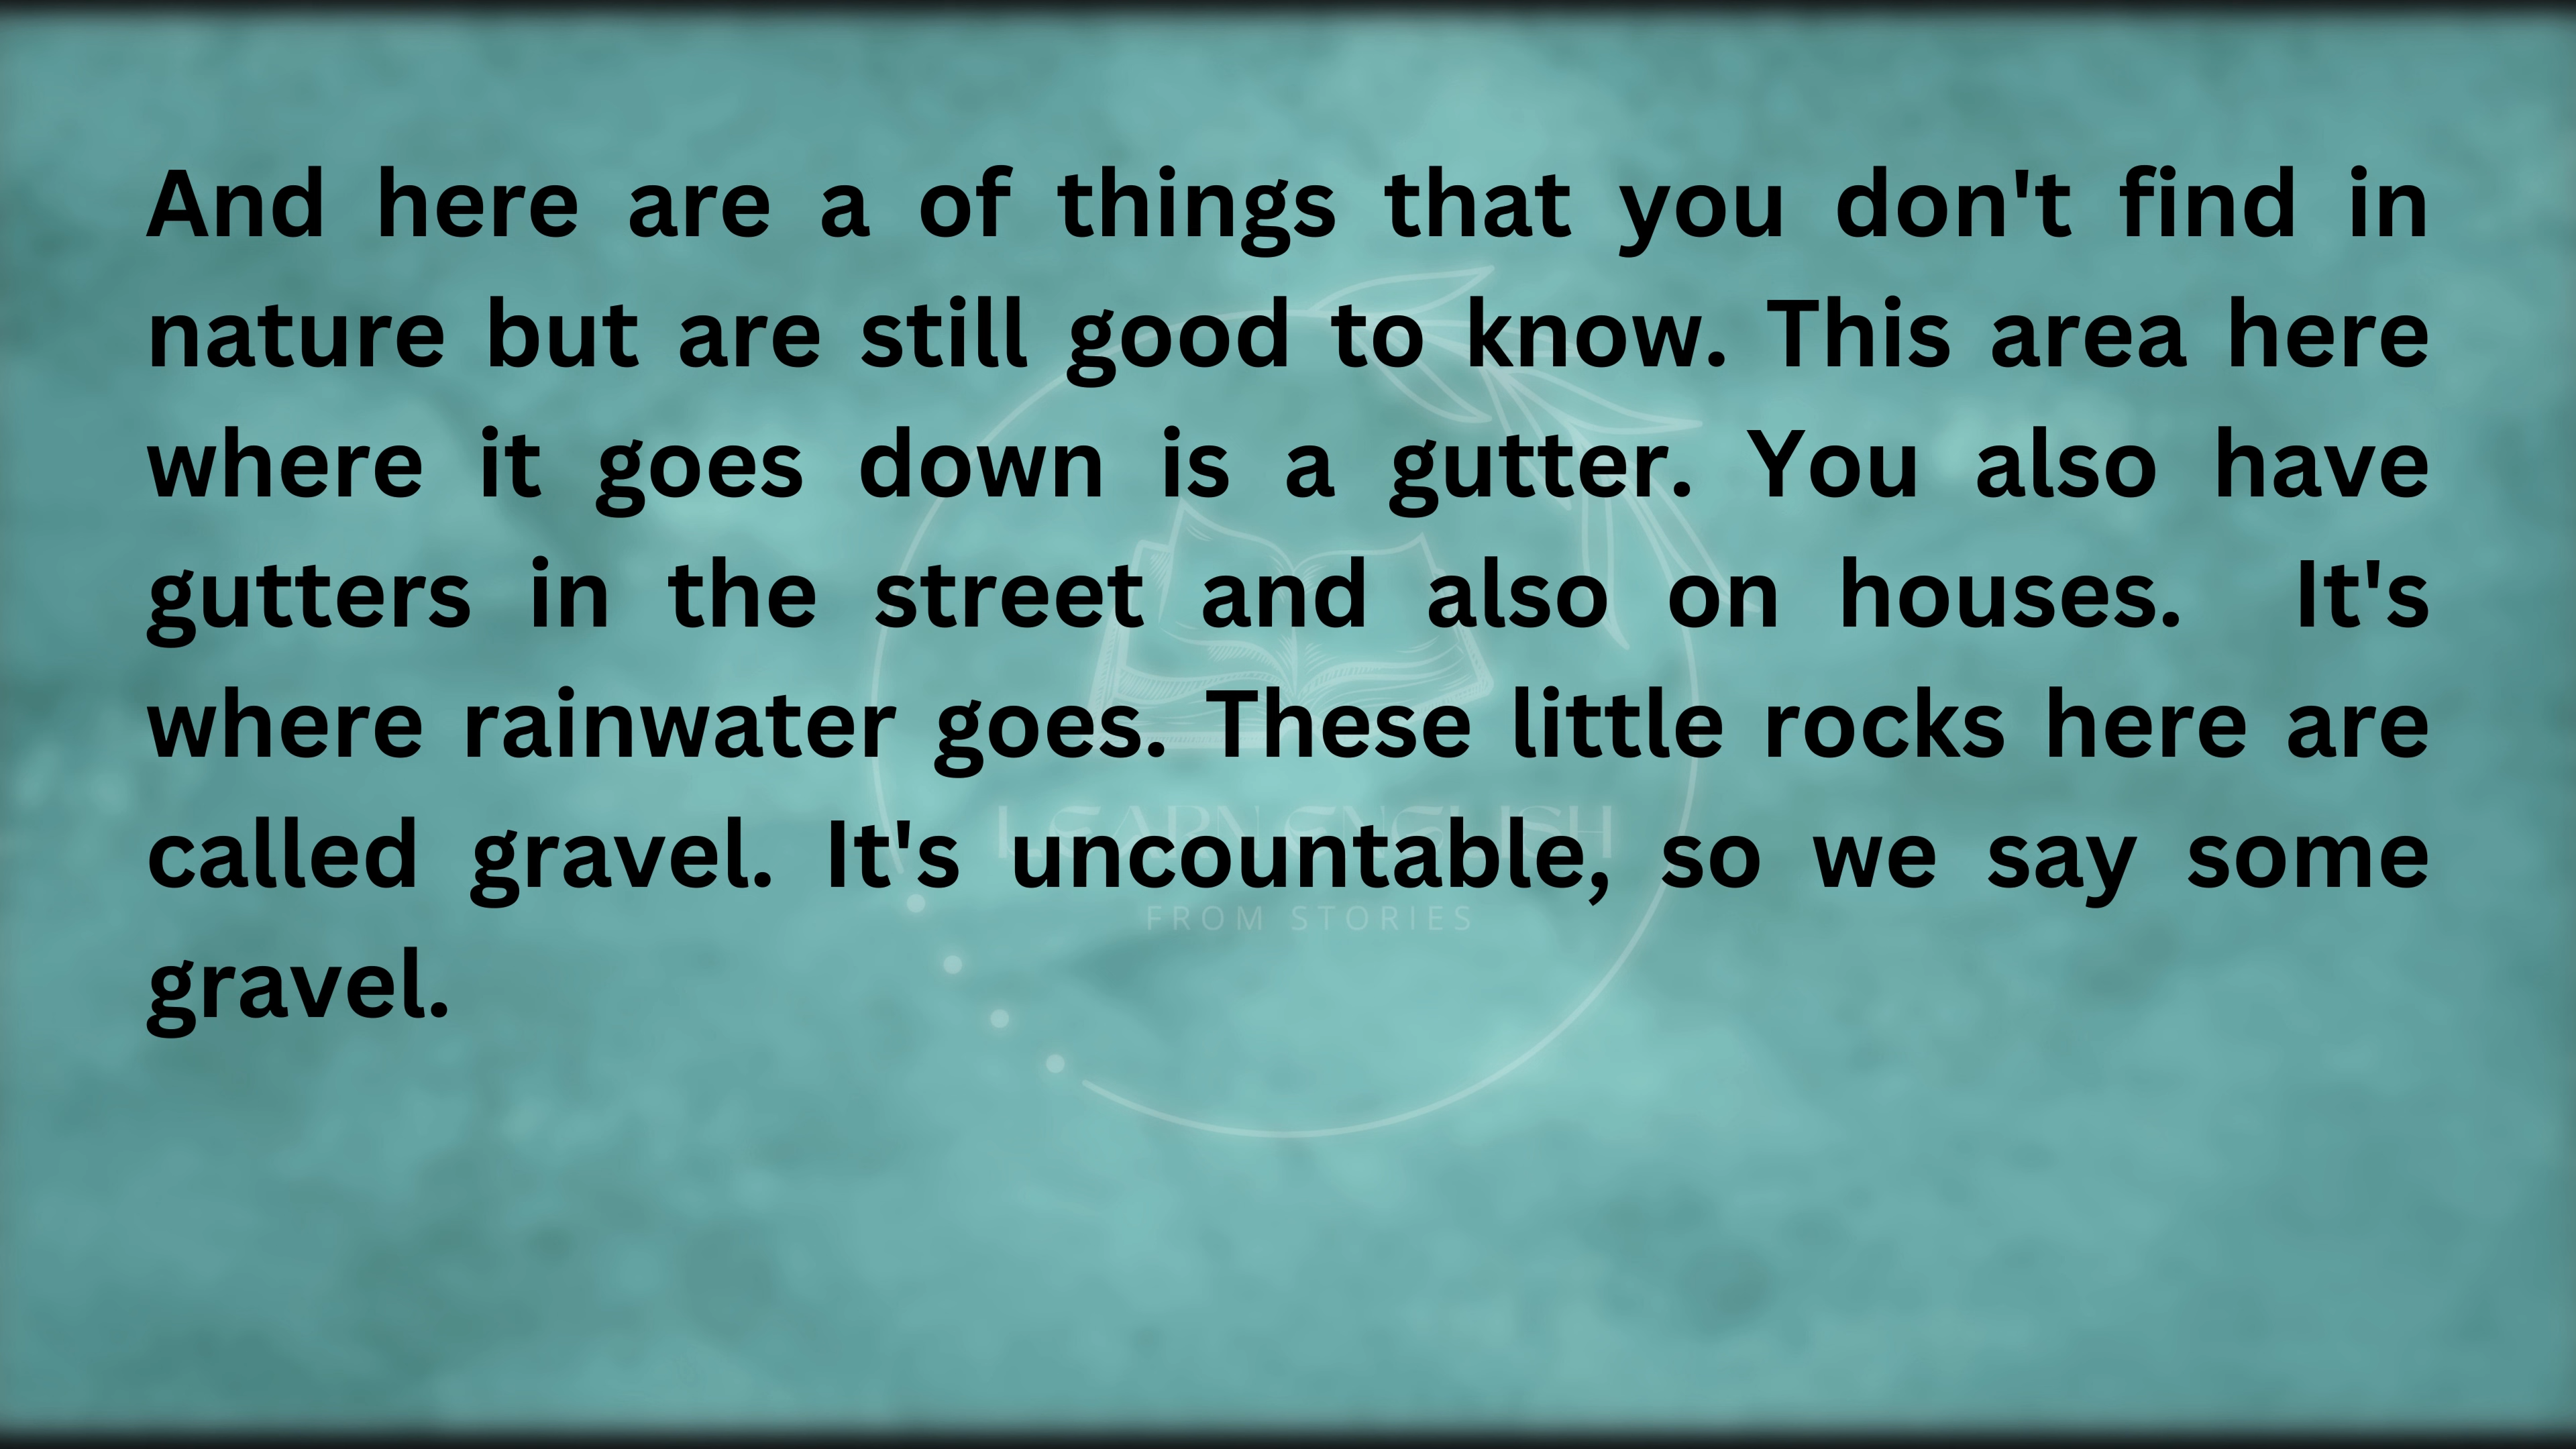 And here are a of things that you don't find in
nature but are still good to know. This area here
where it goes down is a gutter. You also have
gutters in the street and also on houses. It's
where rainwater goes. These little rocks here are
called gravel. It's uncountable, so we say some
gravel.
LEARN ENGLISH
FROM STORIES